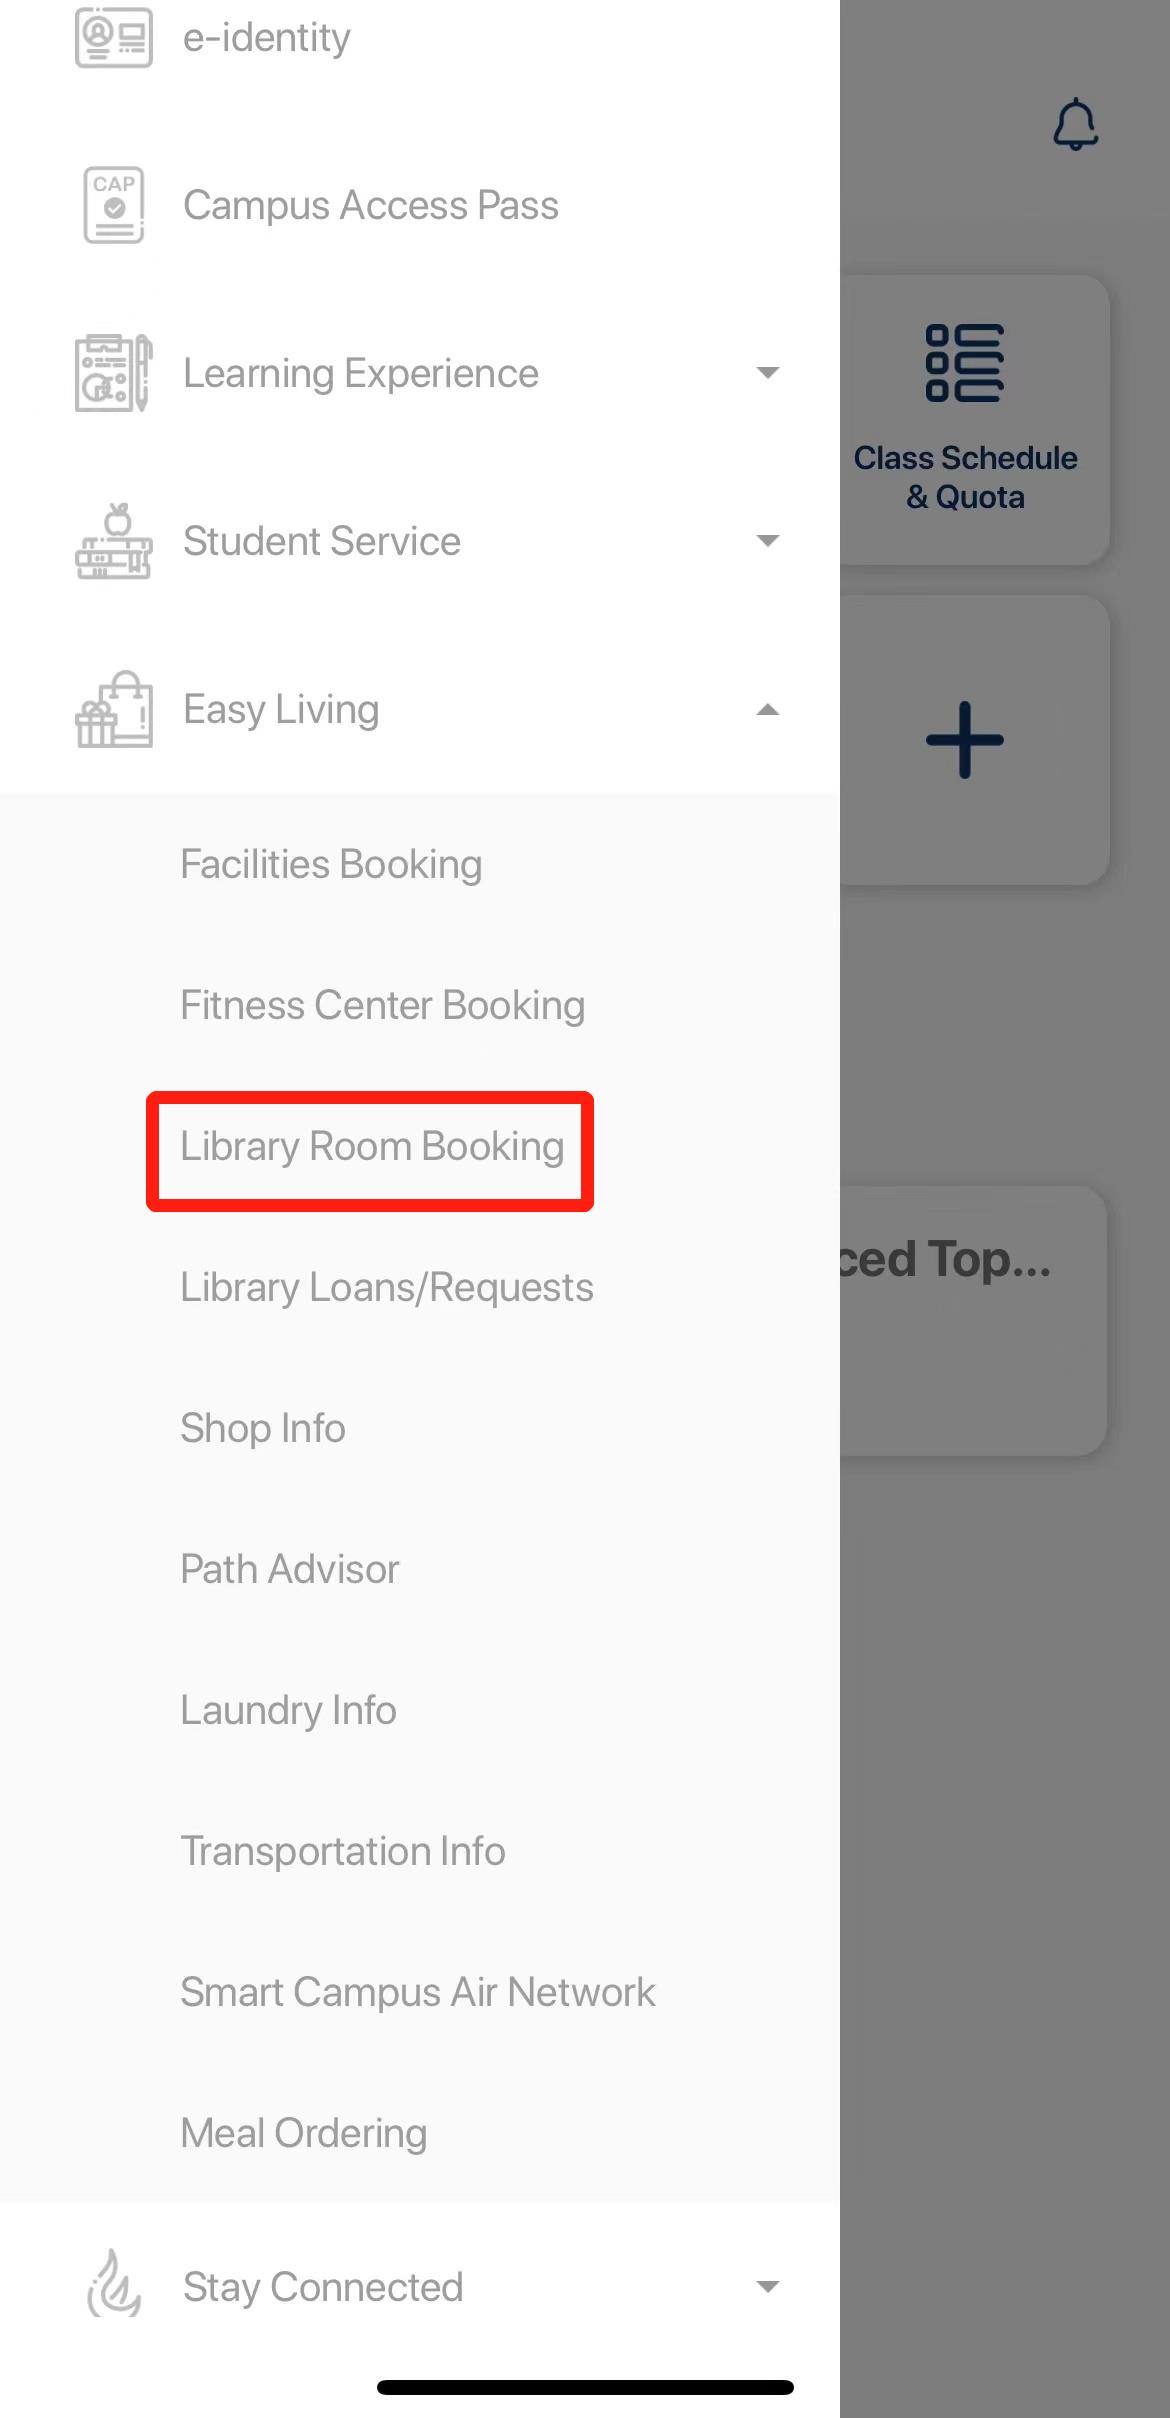 e-identity
CAP
Campus Access Pass
Learning Experience
Class Schedule
& Quota
Student Service
Easy Living
Facilities Booking
Fitness Center Booking
Library Room Booking
ced Top...
Library Loans/Requests
Shop Info
Path Advisor
Laundry Info
Transportation Info
Smart Campus Air Network
Meal Ordering
Stay Connected